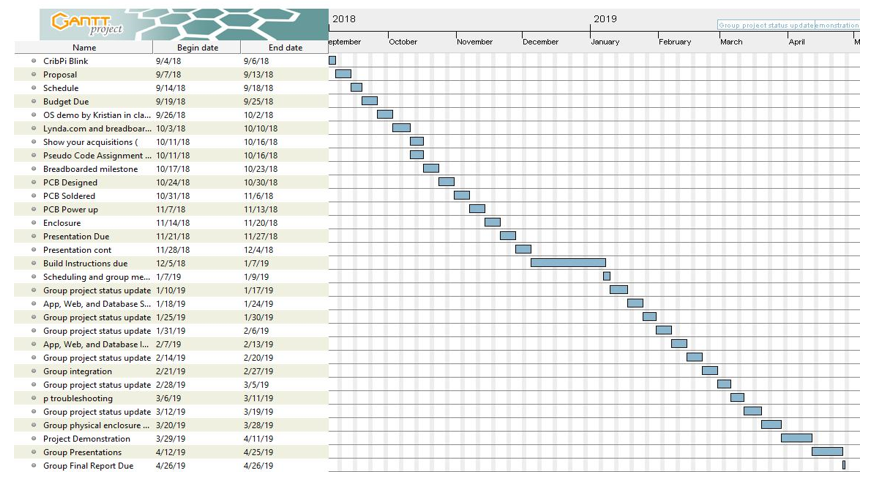 GANTT
project
2018
2019
Group project status update
emonstration
eptember October November December January February March April M
Name Begin date End date
CribPi Blink 9/4/18 9/6/18
Proposal 9/7/18 9/13/18
Schedule 9/14/18 9/18/18
Budget Due 9/19/18 9/25/18
OS demo by Kristian in cla... 9/26/18 10/2/18
Lynda.com and breadboar... 10/3/18 10/10/18
Show your acquisitions ( 10/11/18 10/16/18
Pseudo Code Assignment ... 10/11/18 10/16/18
Breadboarded milestone 10/17/18 10/23/18
PCB Designed 10/24/18 10/30/18
PCB Soldered 10/31/18 11/6/18
PCB Power up 11/7/18 11/13/18
Enclosure 11/14/18 11/20/18
Presentation Due 11/21/18 11/27/18
Presentation cont 11/28/18 12/4/18
Build Instructions due 12/5/18 1/7/19
Scheduling and group me... 1/7/19 1/9/19
Group project status update 1/10/19 1/17/19
App, Web, and Database S... 1/18/19 1/24/19
Group project status update 1/25/19 1/30/19
Group project status update 1/31/19 2/6/19
App, Web, and Database I... 2/7/19 2/13/19
Group project status update 2/14/19 2/20/19
Group integration 2/21/19 2/27/19
Group project status update 2/28/19 3/5/19
p troubleshooting 3/6/19 3/11/19
Group project status update 3/12/19 3/19/19
Group physical enclosure ... 3/20/19 3/28/19
Project Demonstration 3/29/19 4/11/19
Group Presentations 4/12/19 4/25/19
Group Final Report Due 4/26/19 4/26/19